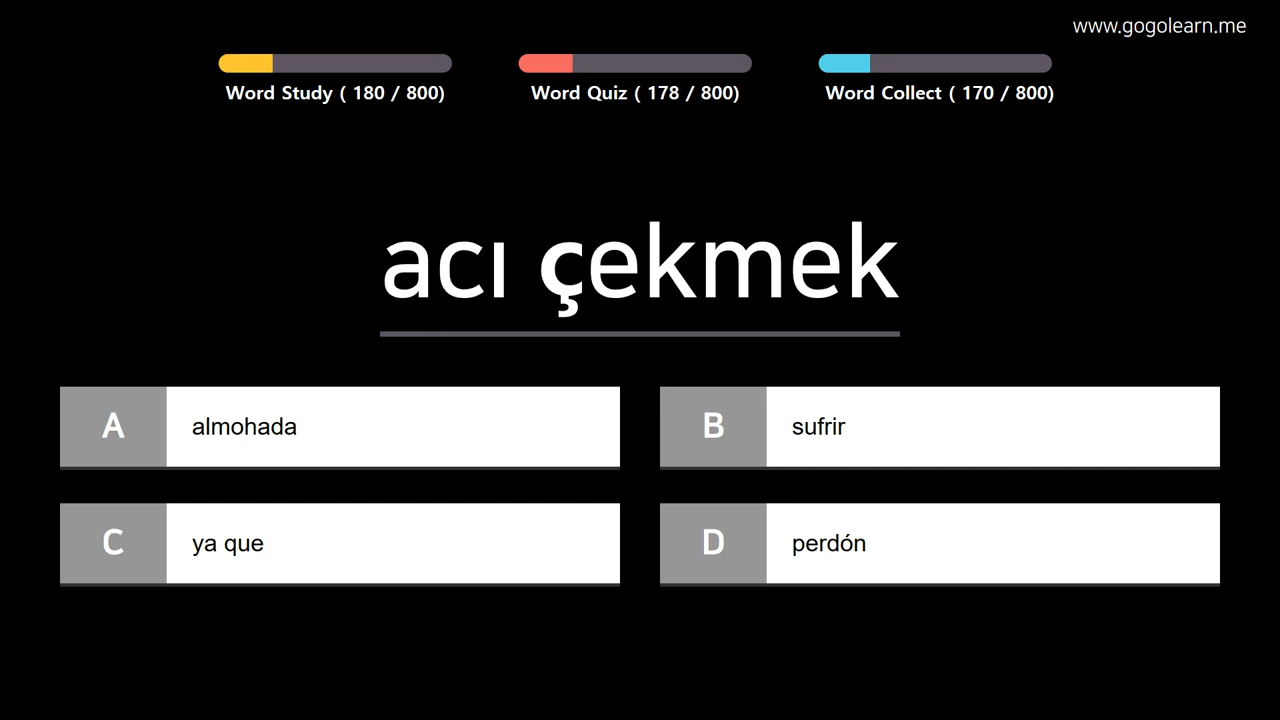 www.gogolearn.me
Word Study ( 180 / 800)
Word Quiz ( 178 / 800)
Word Collect ( 170 / 800)
acı çekmek
A almohada
B sufrir
C ya que
D perdón